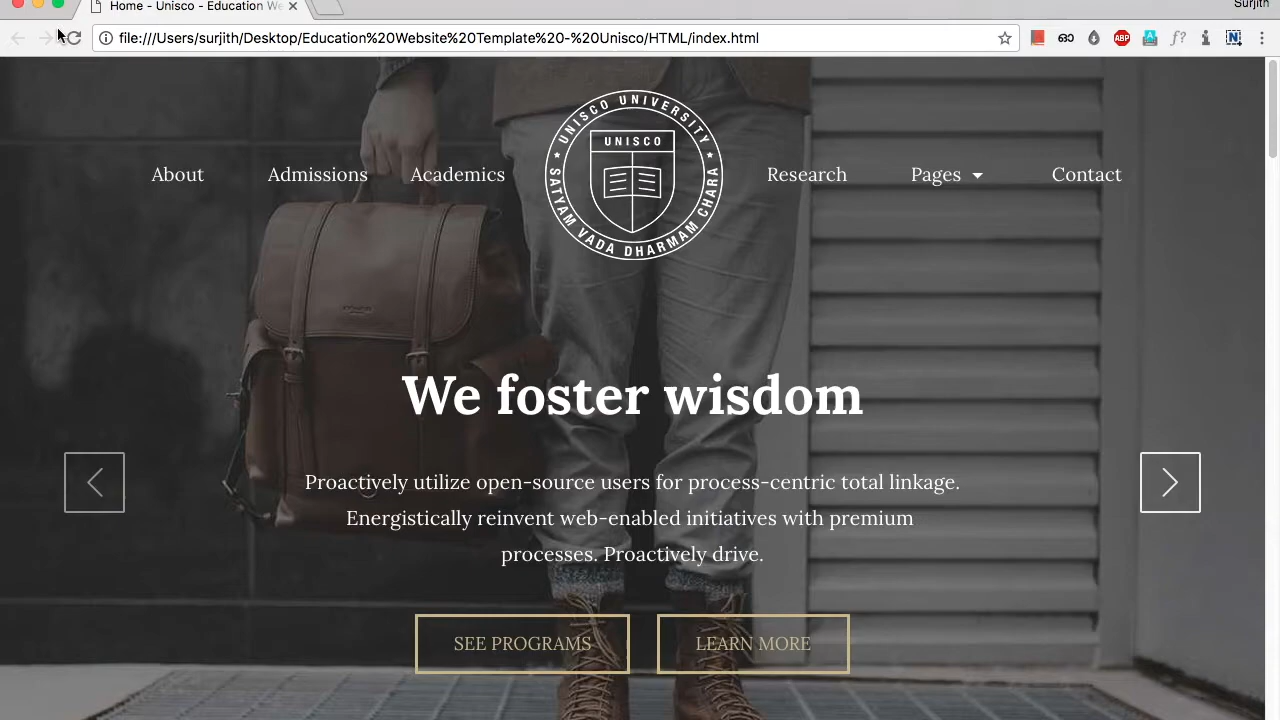 Surjith
Home - Unisco - Education We
file:///Users/surjith/Desktop/Education%20Website%20Template%20-%20Unisco/HTML/index.html
ABP
UNISCO UNIVERSITY
UNISCO
SATYAM VADA DHARMAM CHARA
About Admissions Academics Research Pages Contact
We foster wisdom
Proactively utilize open-source users for process-centric total linkage.
Energistically reinvent web-enabled initiatives with premium
processes. Proactively drive.
SEE PROGRAMS LEARN MORE